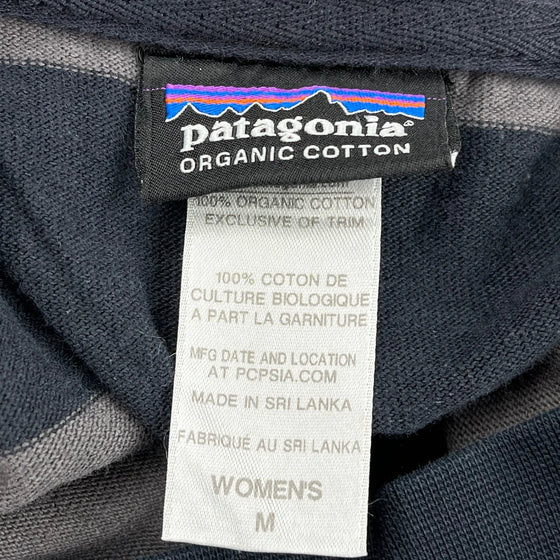 patagonia®
ORGANIC COTTON
100% ORGANIC COTTON
EXCLUSIVE OF TRIM
100% COTON DE
CULTURE BIOLOGIQUE
A PART LA GARNITURE
MFG DATE AND LOCATION
AT PCPSIA.COM
MADE IN SRI LANKA
FABRIQUÉ AU SRI LANKA
WOMEN'S
M